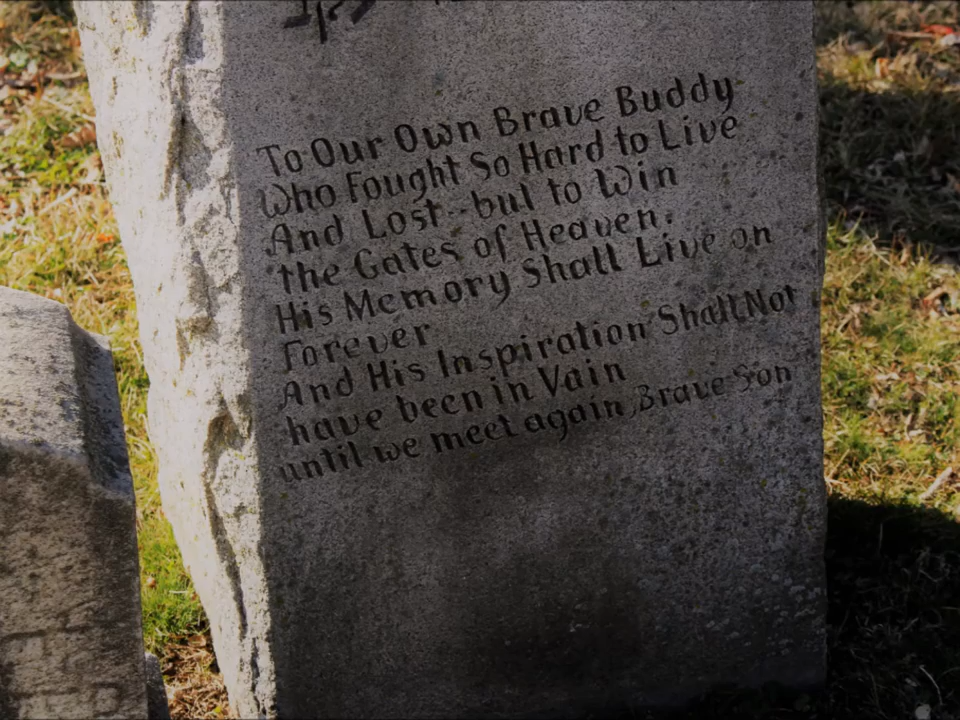 To Our Own Brave Buddy
Who Fought So Hard to Live
And Lost--but to Win
the Gates of Heaven.
His Memory Shall Live on
Forever
And His Inspiration Shall Not
have been in Vain
until we meet again, Brave Son